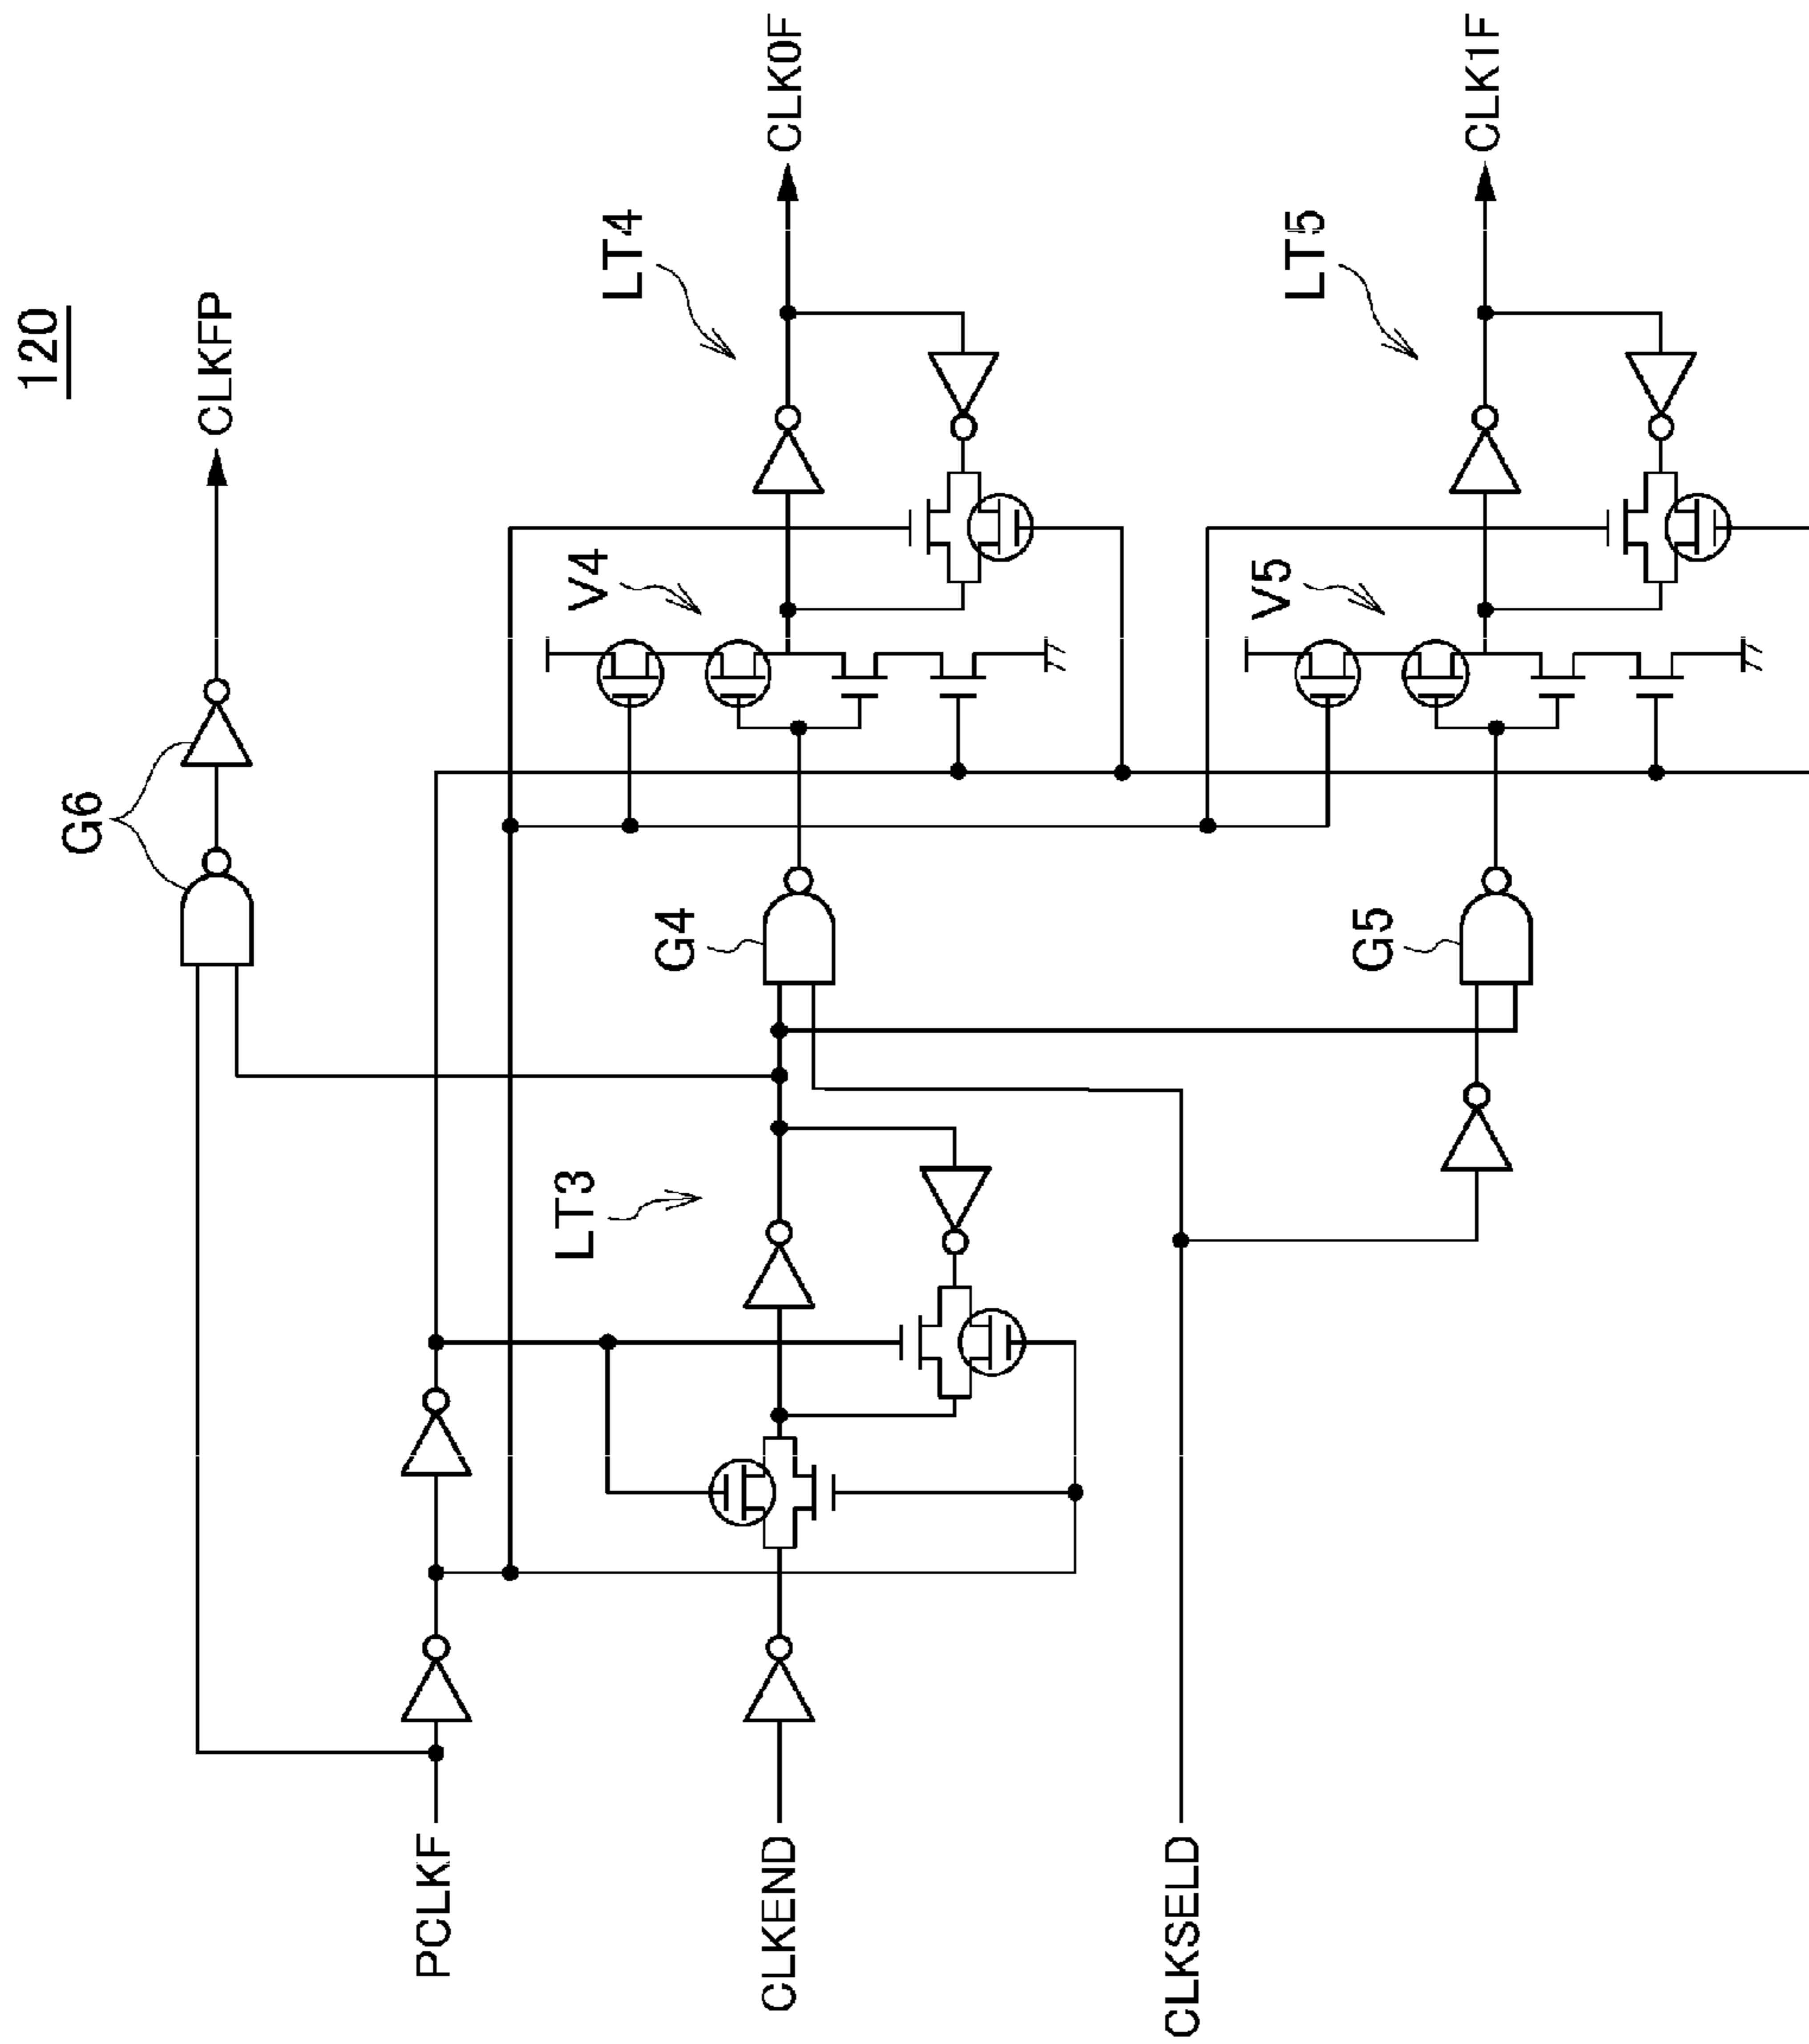 120
CLKFP
G6
CLK0F
LT4
V4
G4
LT3
CLK1F
LT5
V5
G5
PCLKF
CLKEND
CLKSELD